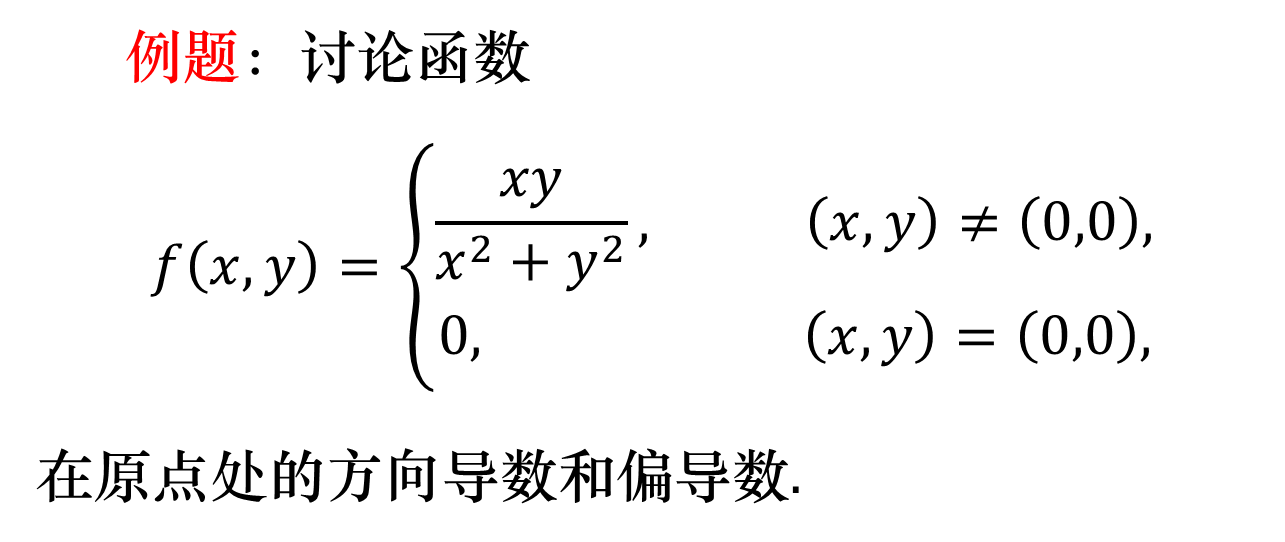 例题：讨论函数
f(x,y) = { xy / (x² + y²), (x,y) ≠ (0,0),
0, (x,y) = (0,0),
在原点处的方向导数和偏导数.